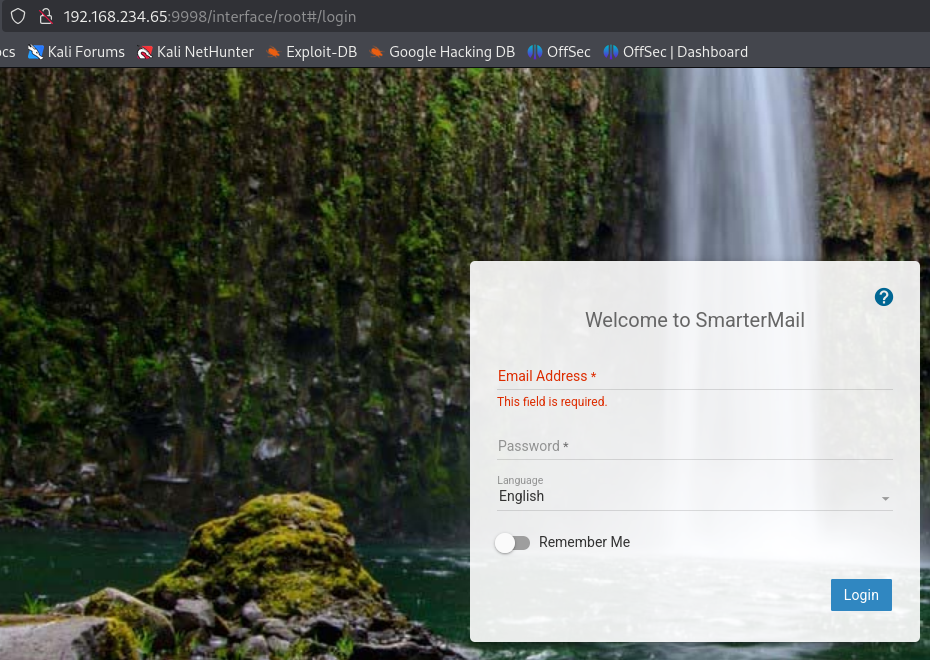 192.168.234.65:9998/interface/root#/login
ocs Kali Forums Kali NetHunter Exploit-DB Google Hacking DB OffSec OffSec | Dashboard
?
Welcome to SmarterMail
Email Address *
This field is required.
Password *
Language
English
Remember Me
Login